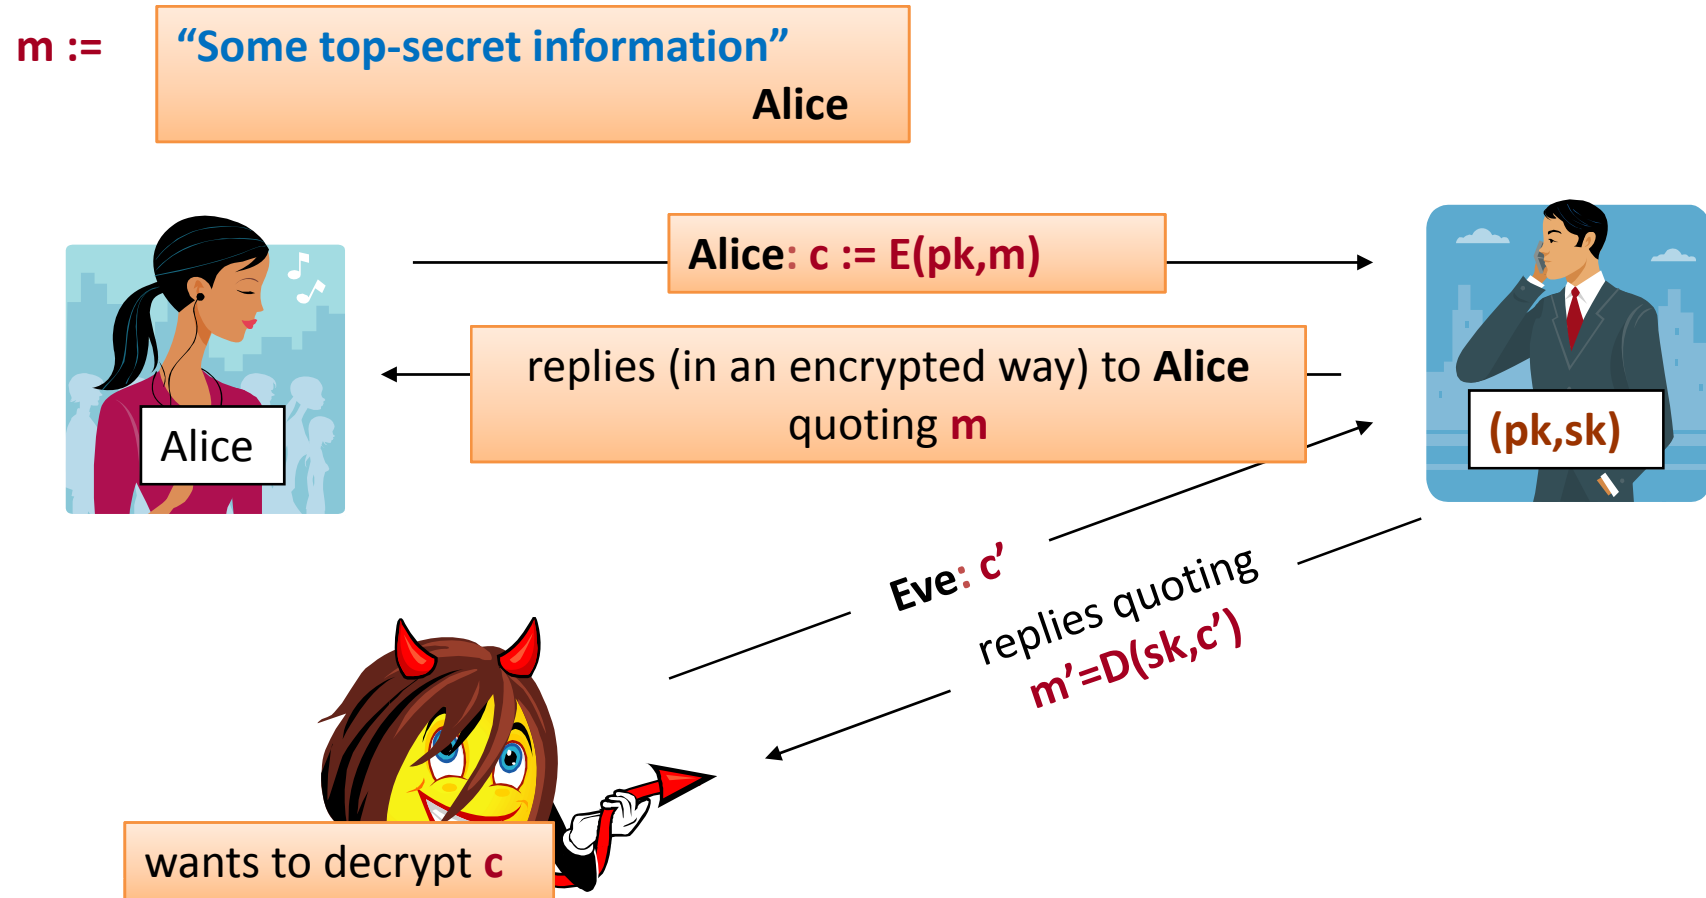 m :=
“Some top-secret information”
Alice
Alice: c := E(pk,m)
replies (in an encrypted way) to Alice
quoting m
Alice
(pk,sk)
Eve: c’
replies quoting
m’=D(sk,c’)
wants to decrypt c